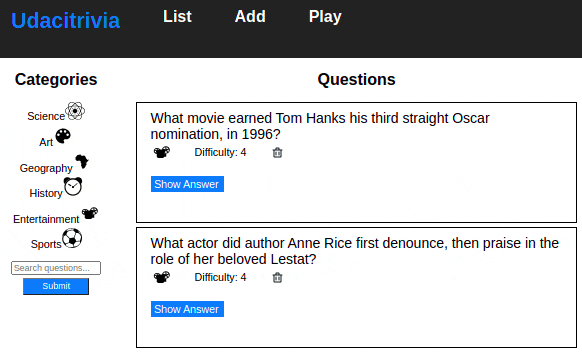 Udacitrivia
List
Add
Play
Categories
Science
Art
Geography
History
Entertainment
Sports
Search questions...
Submit
Questions
What movie earned Tom Hanks his third straight Oscar
nomination, in 1996?
Difficulty: 4
Show Answer
What actor did author Anne Rice first denounce, then praise in the
role of her beloved Lestat?
Difficulty: 4
Show Answer